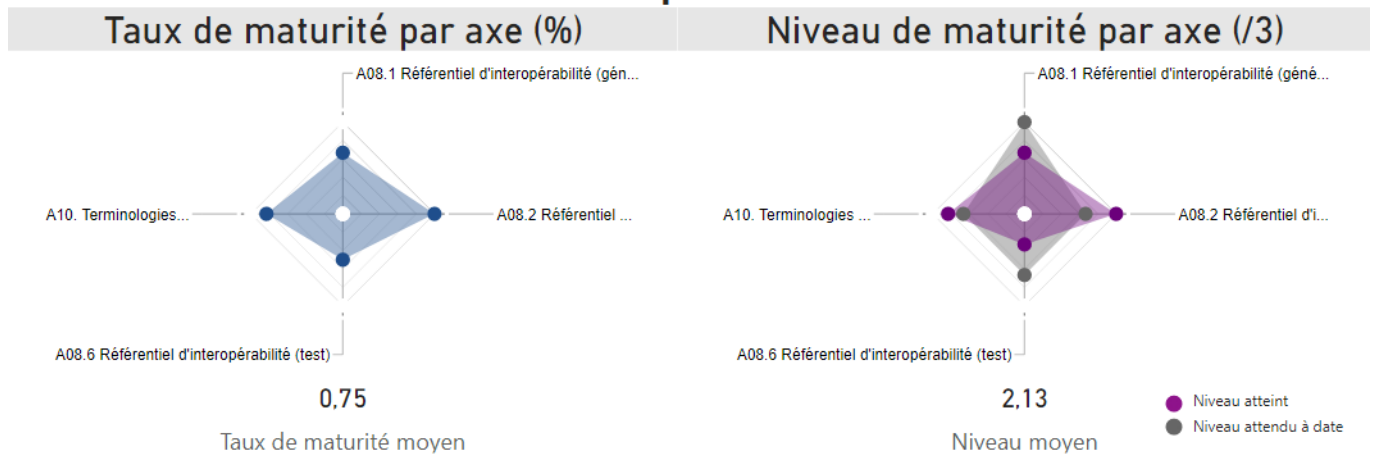 Taux de maturité par axe (%)
Niveau de maturité par axe (/3)
A08.1 Référentiel d'interopérabilité (gén...
A10. Terminologies...
A08.2 Référentiel ...
A08.6 Référentiel d'interopérabilité (test)
0,75
Taux de maturité moyen
A08.1 Référentiel d'interopérabilité (géné...
A10. Terminologies ...
A08.2 Référentiel d'i...
A08.6 Référentiel d'interopérabilité (test)
2,13
Niveau moyen
Niveau atteint
Niveau attendu à date